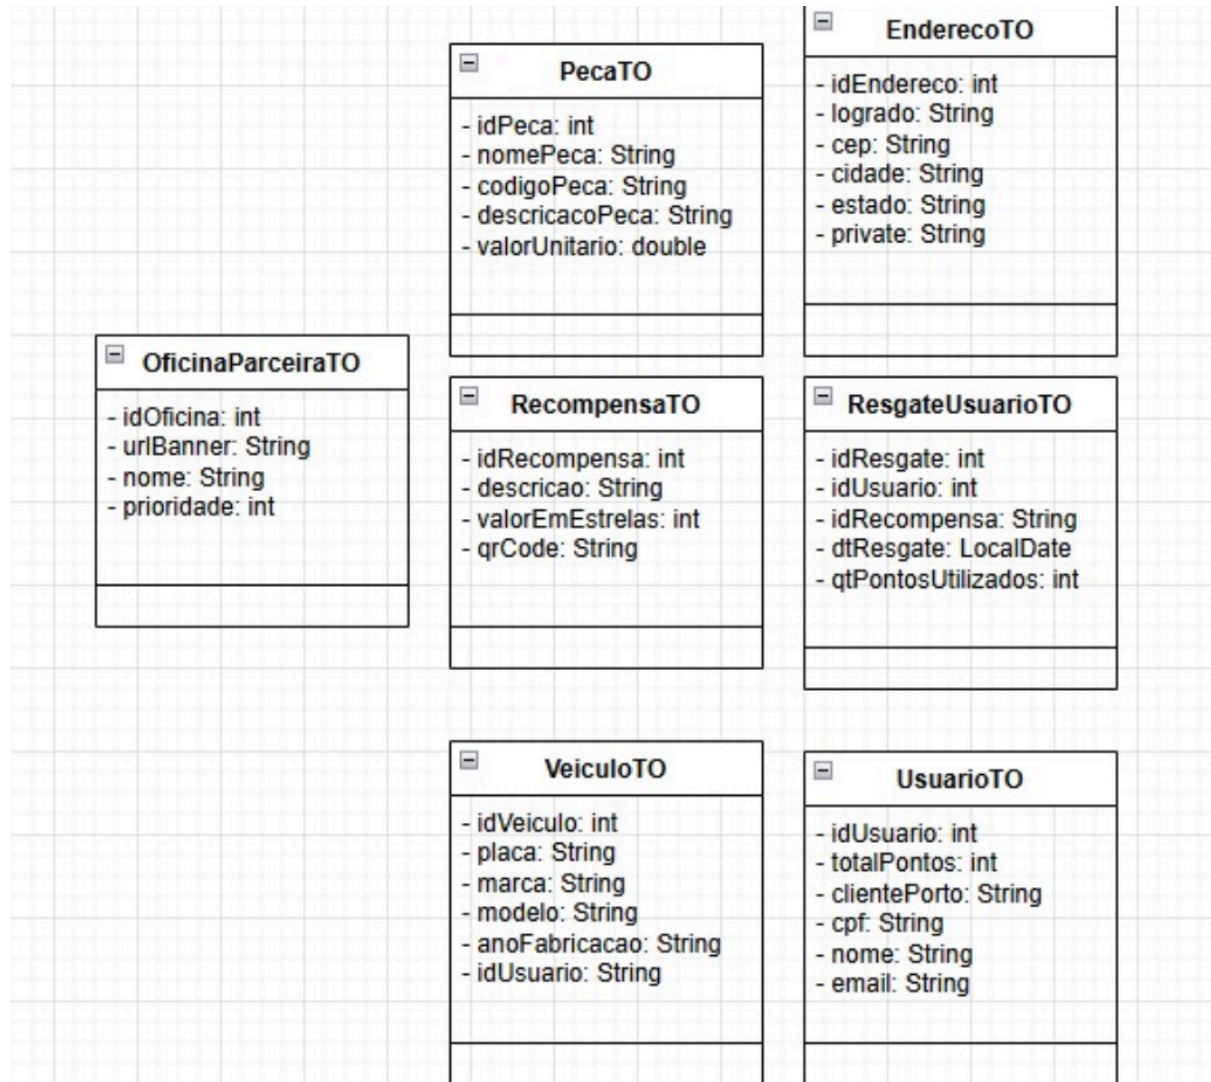 PecaTO
- idPeca: int
- nomePeca: String
- codigoPeca: String
- descricacoPeca: String
- valorUnitario: double
EnderecoTO
- idEndereco: int
- logrado: String
- cep: String
- cidade: String
- estado: String
- private: String
OficinaParceiraTO
- idOficina: int
- urlBanner: String
- nome: String
- prioridade: int
RecompensaTO
- idRecompensa: int
- descricao: String
- valorEmEstrelas: int
- qrCode: String
ResgateUsuarioTO
- idResgate: int
- idUsuario: int
- idRecompensa: String
- dtResgate: LocalDate
- qtPontosUtilizados: int
VeiculoTO
- idVeiculo: int
- placa: String
- marca: String
- modelo: String
- anoFabricacao: String
- idUsuario: String
UsuarioTO
- idUsuario: int
- totalPontos: int
- clientePorto: String
- cpf: String
- nome: String
- email: String